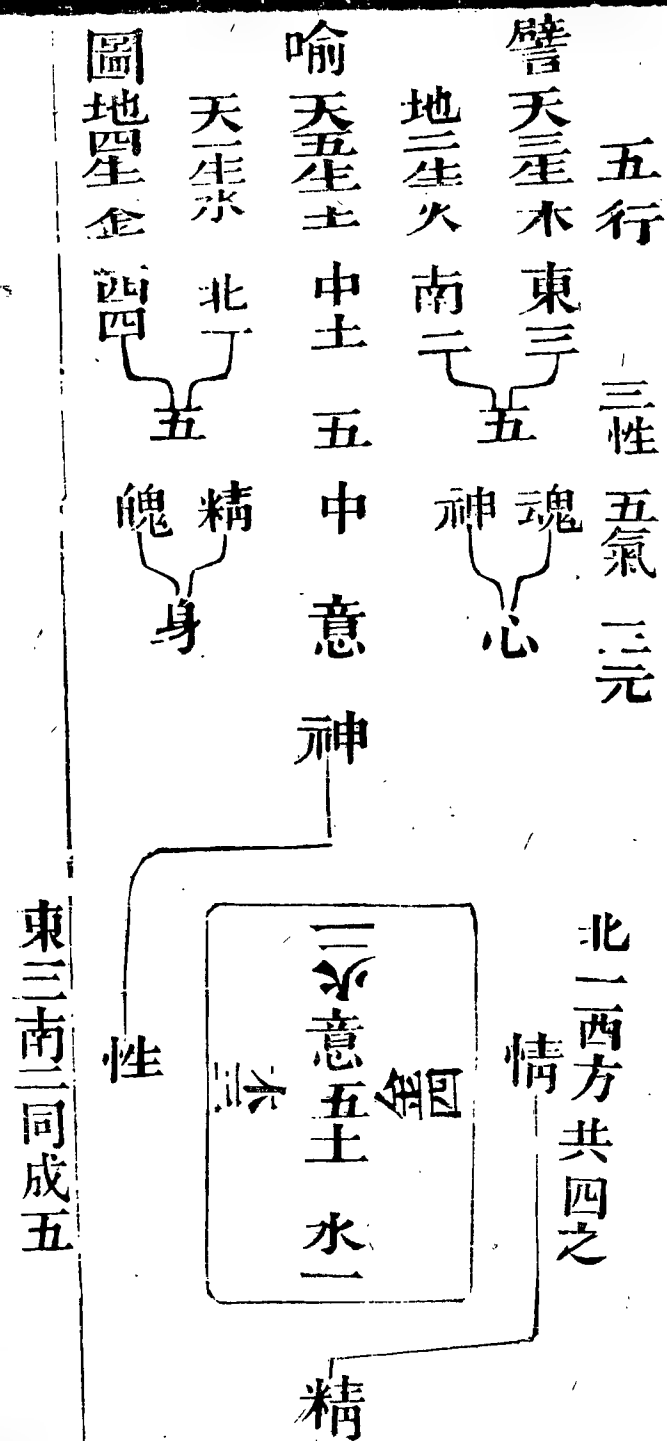 五行 三性 五氣 三元
譬 天三生木 東三
地二生火 南二
五
魂
神
心
喻 天五生土 中土 五 中 意
天一生水 北一
圖 地四生金 西四
五
精
魄
身
神
性
北一西方共四之
情
精
二火
意五土
水一
四金
三木
東三南二同成五